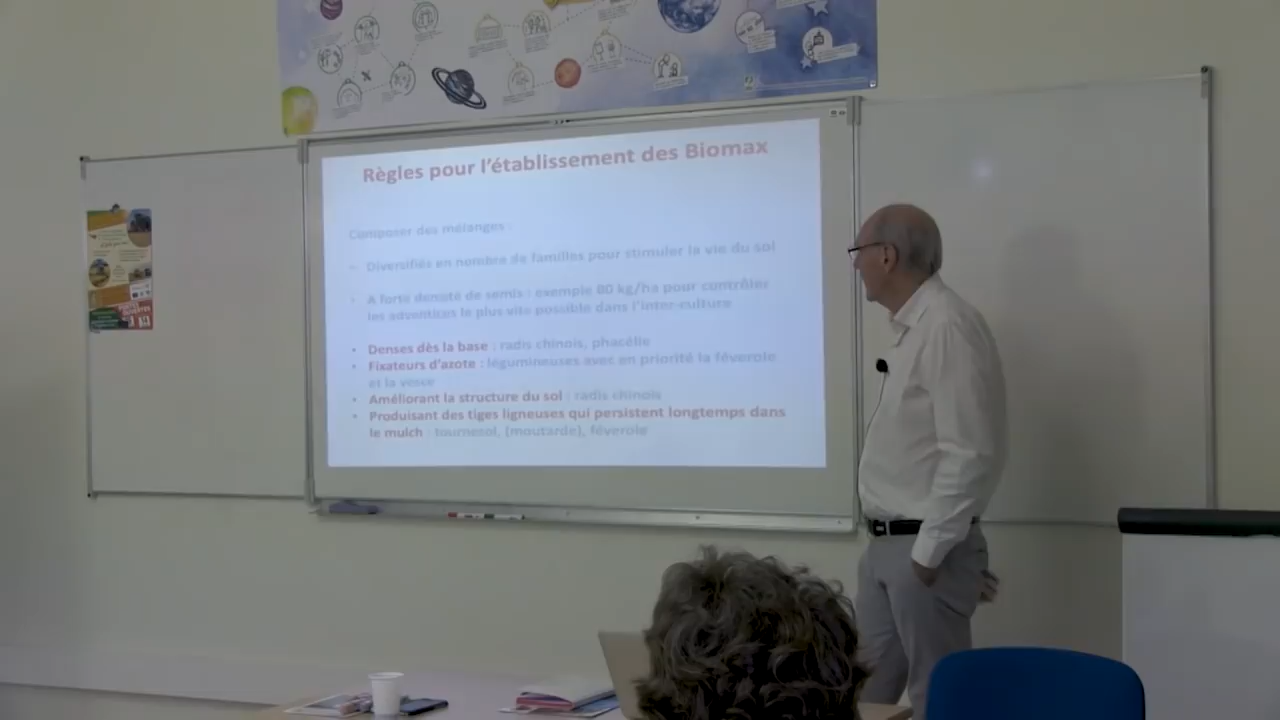 Règles pour l'établissement des Biomax
Composer des mélanges :
- Diversifiés en nombre de familles pour stimuler la vie du sol
• A forte densité de semis : exemple 80 kg/ha pour contrôler
les adventices le plus vite possible dans l'inter-culture
• Denses dès la base : radis chinois, phacélie
• Fixateurs d'azote : légumineuses avec en priorité la féverole
et la vesce
• Améliorant la structure du sol : radis chinois
• Produisant des tiges ligneuses qui persistent longtemps dans
le mulch : tournesol, (moutarde), féverole